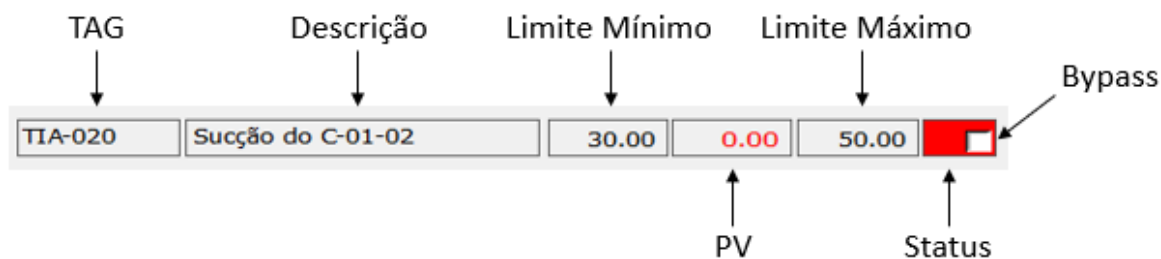 TAG Descrição Limite Mínimo Limite Máximo
Bypass
TIA-020 Sucção do C-01-02 30.00 0.00 50.00
PV Status